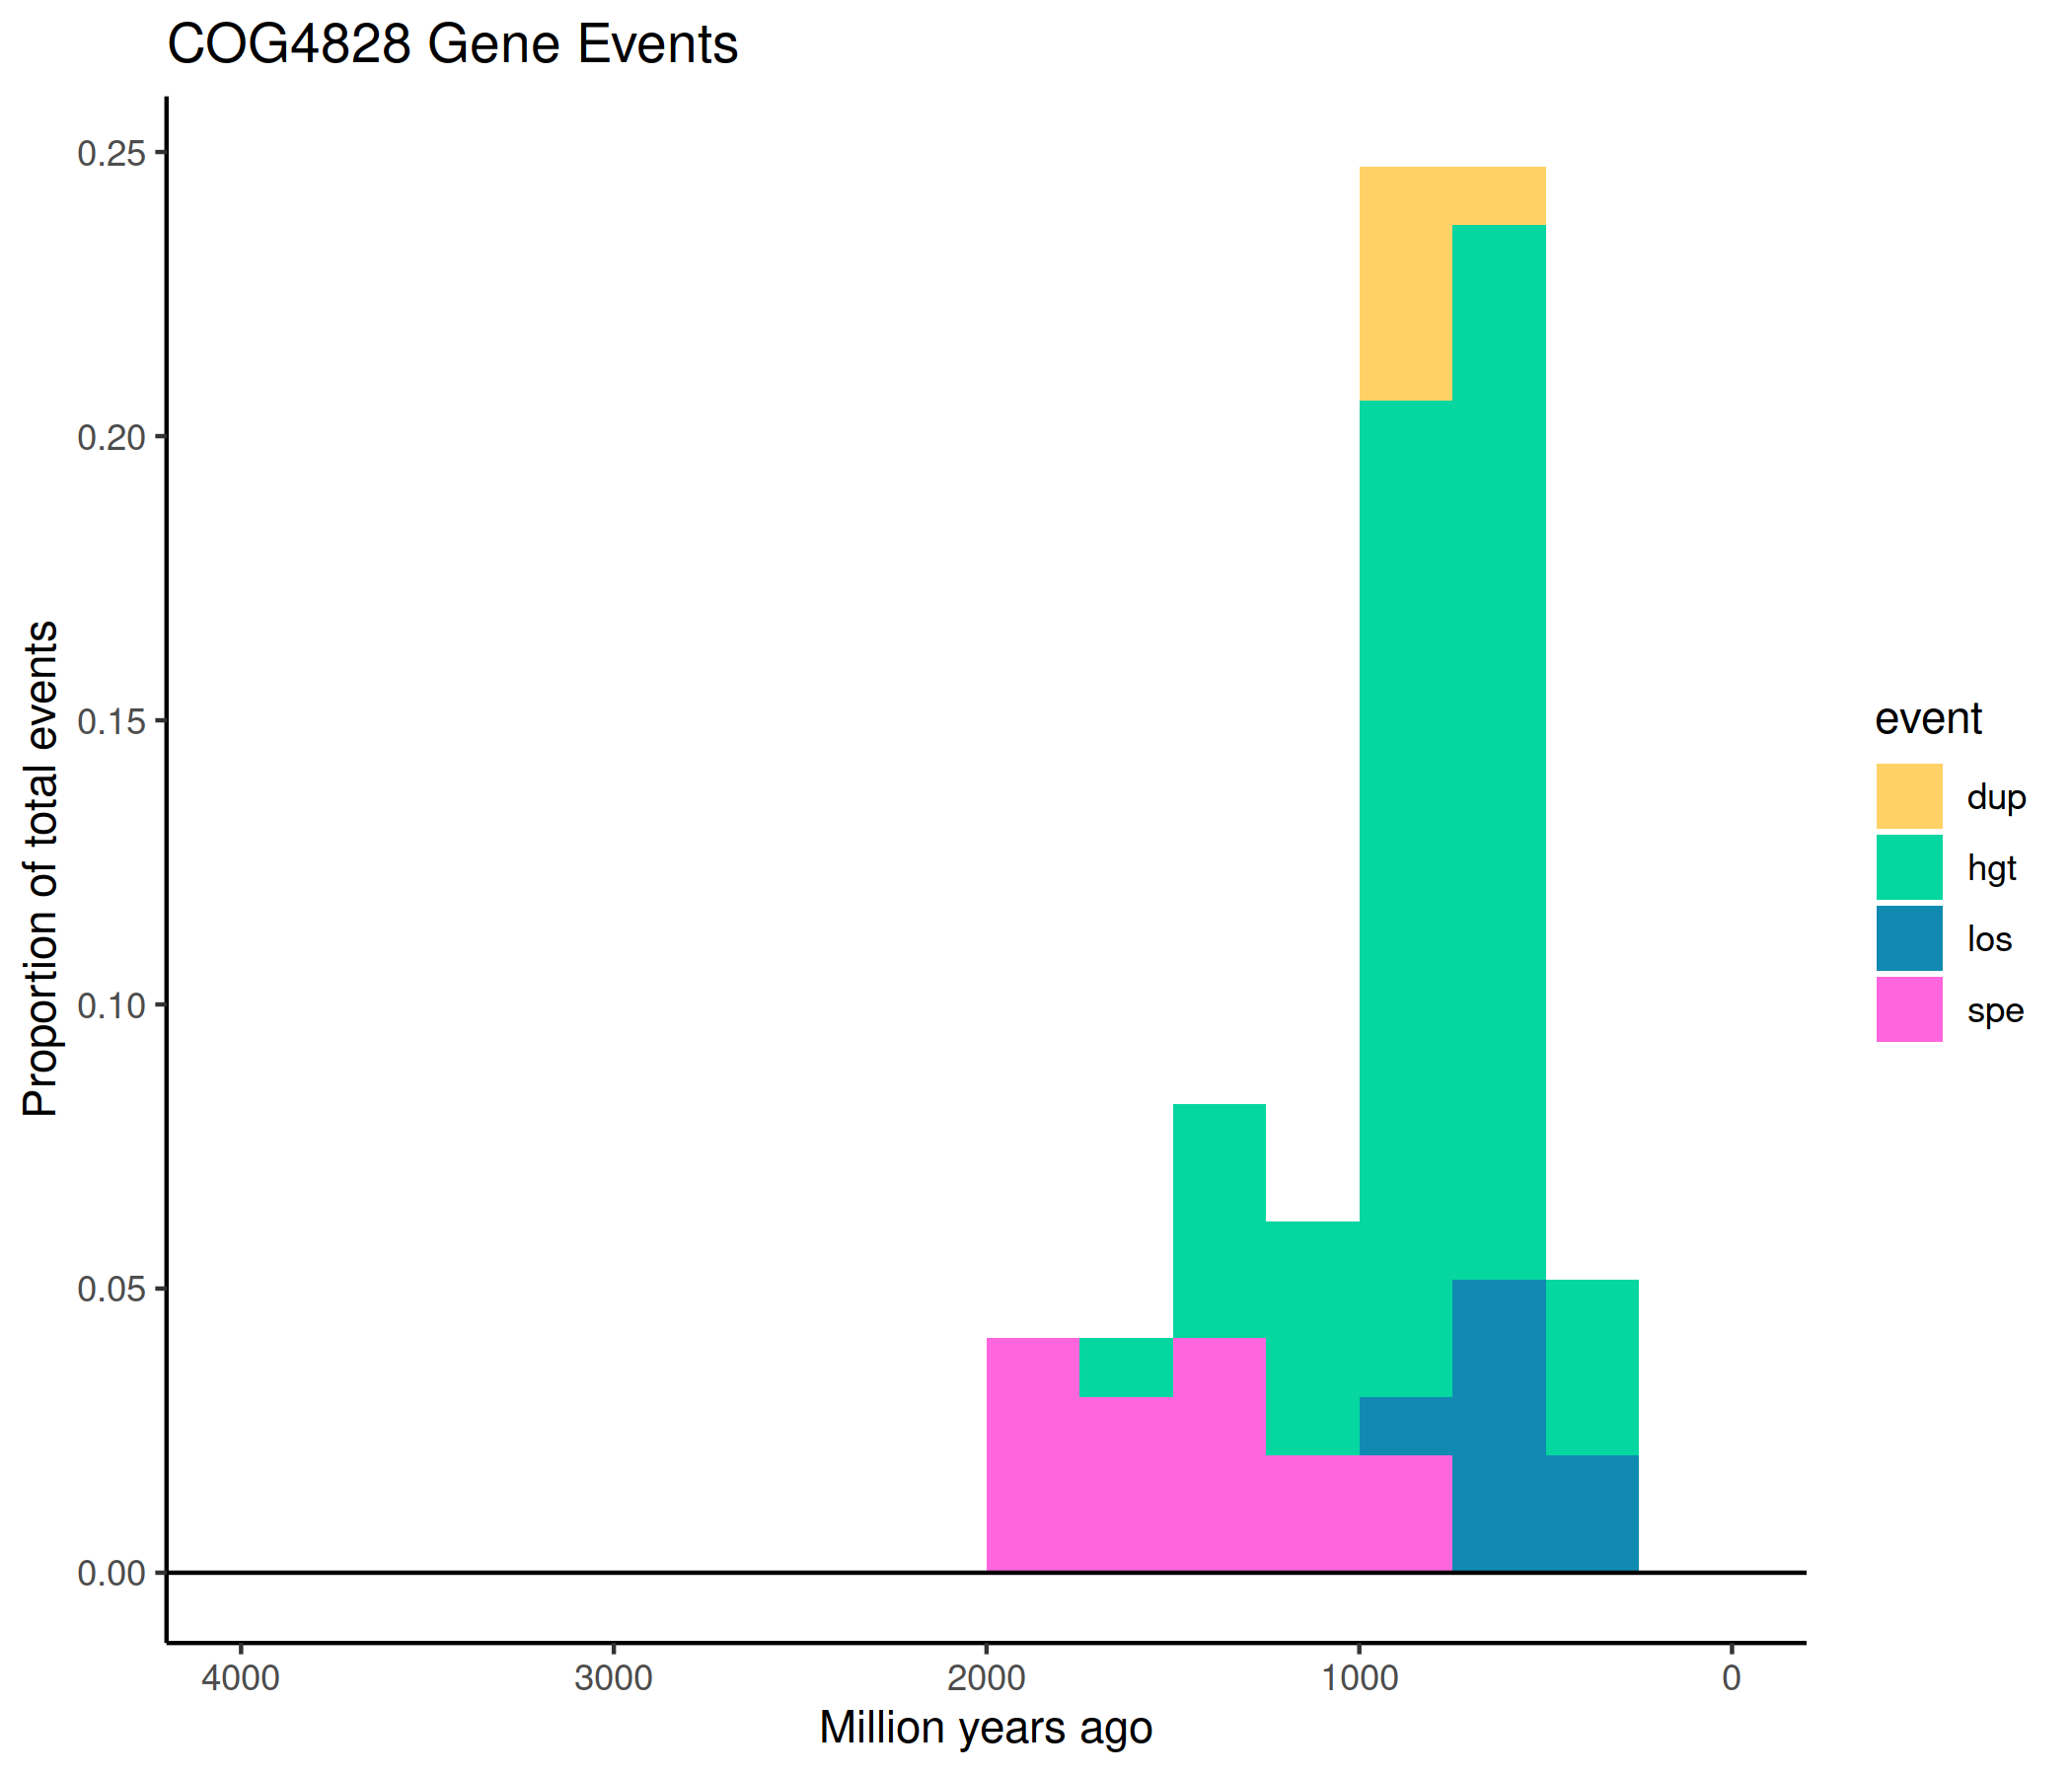 COG4828 Gene Events
Proportion of total events
0.25
0.20
0.15
0.10
0.05
0.00
4000 3000 2000 1000 0
Million years ago
event
dup
hgt
los
spe